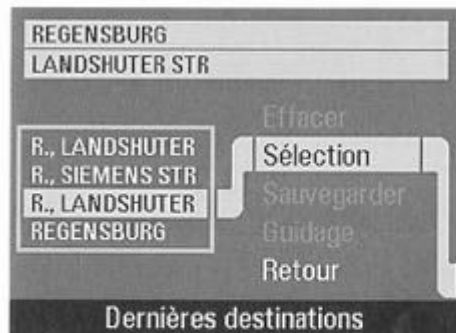 REGENSBURG
LANDSHUTER STR
R., LANDSHUTER
R., SIEMENS STR
R., LANDSHUTER
REGENSBURG
Effacer
Sélection
Sauvegarder
Guidage
Retour
Dernières destinations